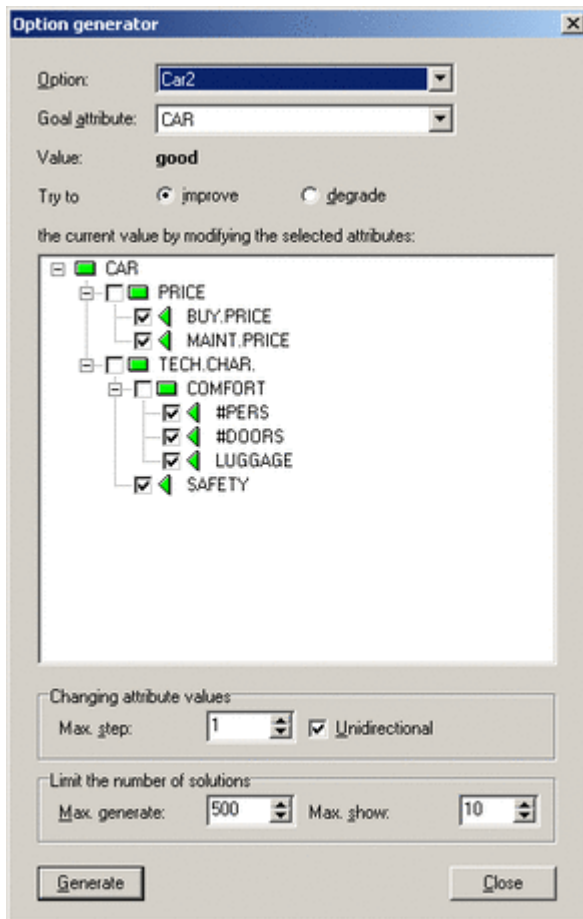 Option generator
Option: Car2
Goal attribute: CAR
Value: good
Try to improve degrade
the current value by modifying the selected attributes:
CAR
PRICE
BUY.PRICE
MAINT.PRICE
TECH.CHAR.
COMFORT
#PERS
#DOORS
LUGGAGE
SAFETY
Changing attribute values
Max. step: 1 Unidirectional
Limit the number of solutions
Max. generate: 500 Max. show: 10
Generate Close